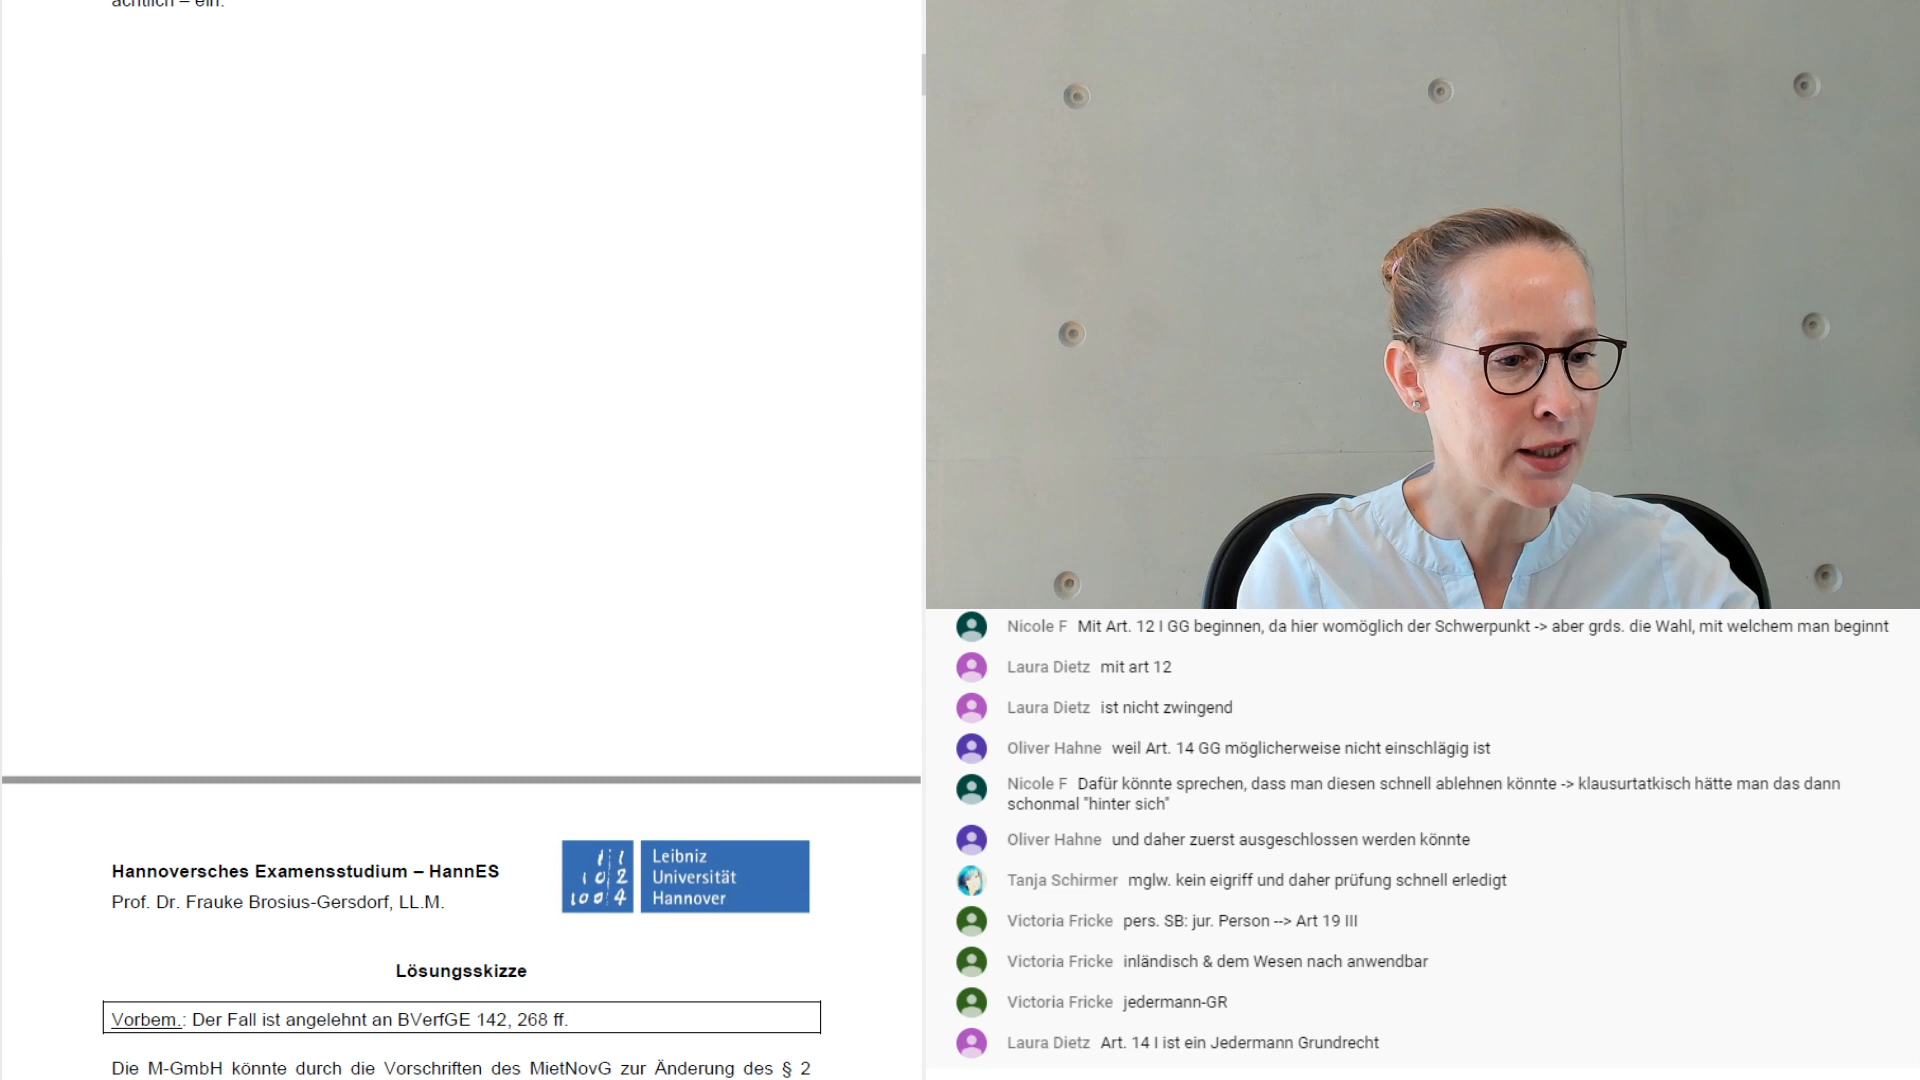 ächtlich – ein.
Hannoversches Examensstudium – HannES
Prof. Dr. Frauke Brosius-Gersdorf, LL.M.
Leibniz
Universität
Hannover
Lösungsskizze
Vorbem.: Der Fall ist angelehnt an BVerfGE 142, 268 ff.
Die M-GmbH könnte durch die Vorschriften des MietNovG zur Änderung des § 2
Nicole F Mit Art. 12 I GG beginnen, da hier womöglich der Schwerpunkt -> aber grds. die Wahl, mit welchem man beginnt
Laura Dietz mit art 12
Laura Dietz ist nicht zwingend
Oliver Hahne weil Art. 14 GG möglicherweise nicht einschlägig ist
Nicole F Dafür könnte sprechen, dass man diesen schnell ablehnen könnte -> klausurtatkisch hätte man das dann
schonmal "hinter sich"
Oliver Hahne und daher zuerst ausgeschlossen werden könnte
Tanja Schirmer mglw. kein eigriff und daher prüfung schnell erledigt
Victoria Fricke pers. SB: jur. Person --> Art 19 III
Victoria Fricke inländisch & dem Wesen nach anwendbar
Victoria Fricke jedermann-GR
Laura Dietz Art. 14 I ist ein Jedermann Grundrecht